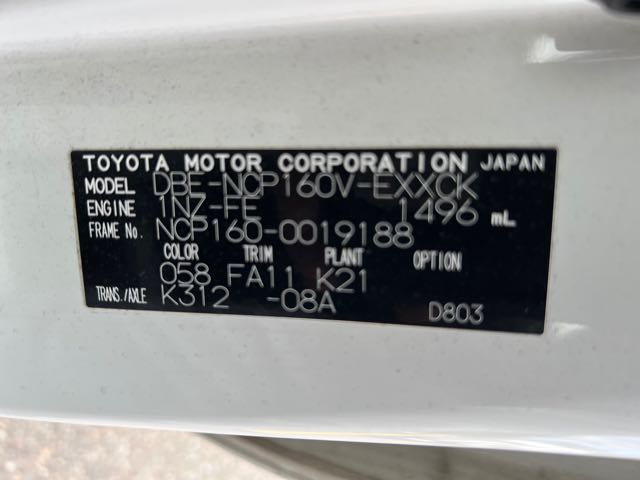 TOYOTA MOTOR CORPORATION JAPAN
MODEL DBE-NCP160V-EXXCK
ENGINE 1NZ-FE 1496 mL
FRAME No. NCP160-0019188
COLOR TRIM PLANT OPTION
058 FA11 K21
TRANS./AXLE K312 -08A D803